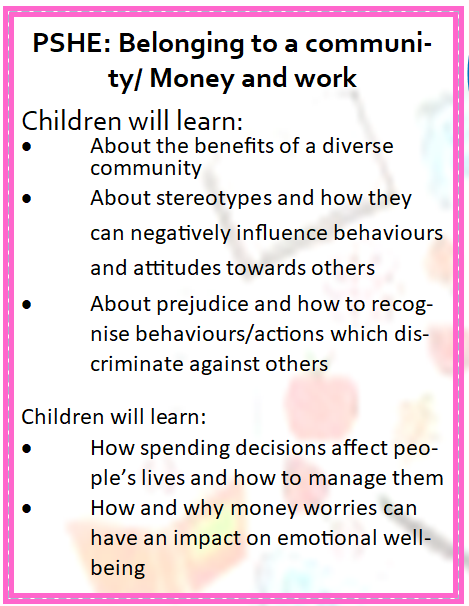 PSHE: Belonging to a communi-
ty/ Money and work
Children will learn:
• About the benefits of a diverse
community
• About stereotypes and how they
can negatively influence behaviours
and attitudes towards others
• About prejudice and how to recog-
nise behaviours/actions which dis-
criminate against others
Children will learn:
• How spending decisions affect peo-
ple’s lives and how to manage them
• How and why money worries can
have an impact on emotional well-
being